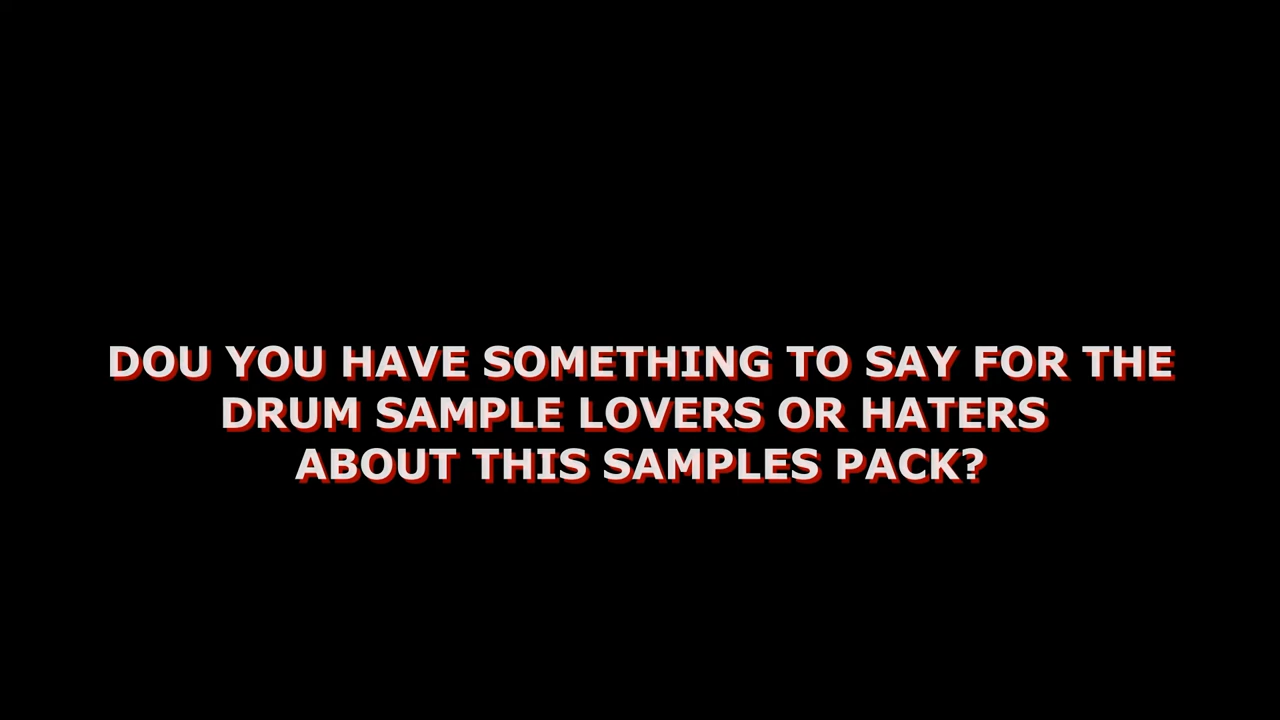 DOU YOU HAVE SOMETHING TO SAY FOR THE
DRUM SAMPLE LOVERS OR HATERS
ABOUT THIS SAMPLES PACK?